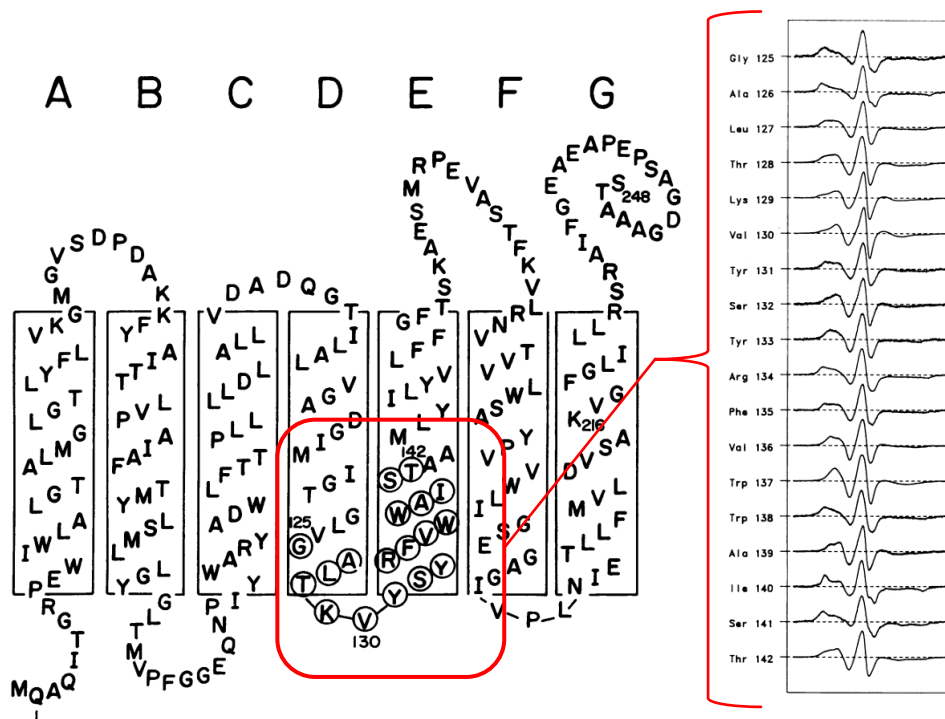 A B C D E F G
M Q A Q I T G R P E W
I W L A
L G T
A L M G
L G T
L Y F L
V K G
M G V S D P D A K
K F Y
A I T T
L V P
A I A F
T M Y
L S M L
L G Y
G L T M V P F G G E Q N P I Y
W A R Y
A D W
L F T T
P L L
L L D L
A L L
V D A D Q G T
I L A L
V G A
D G I M
I G T
G L V G
125
A L T
K V Y
130
S Y
R F V W
W A I
S T A A
142
M L Y
I L Y V
L F F
G F T
S K A E S M R P E V A S T F K V
L R N V
T V V
L W S A
Y P V
V W L I
G S E
G A G I
V P L N
I E T
L L F
M V L
D V S A
K V G
216
F G L I
L L
R S R A I F G E A E A P E P S A G D G A A A T S
248
Gly 125
Ala 126
Leu 127
Thr 128
Lys 129
Val 130
Tyr 131
Ser 132
Tyr 133
Arg 134
Phe 135
Val 136
Trp 137
Trp 138
Ala 139
Ile 140
Ser 141
Thr 142